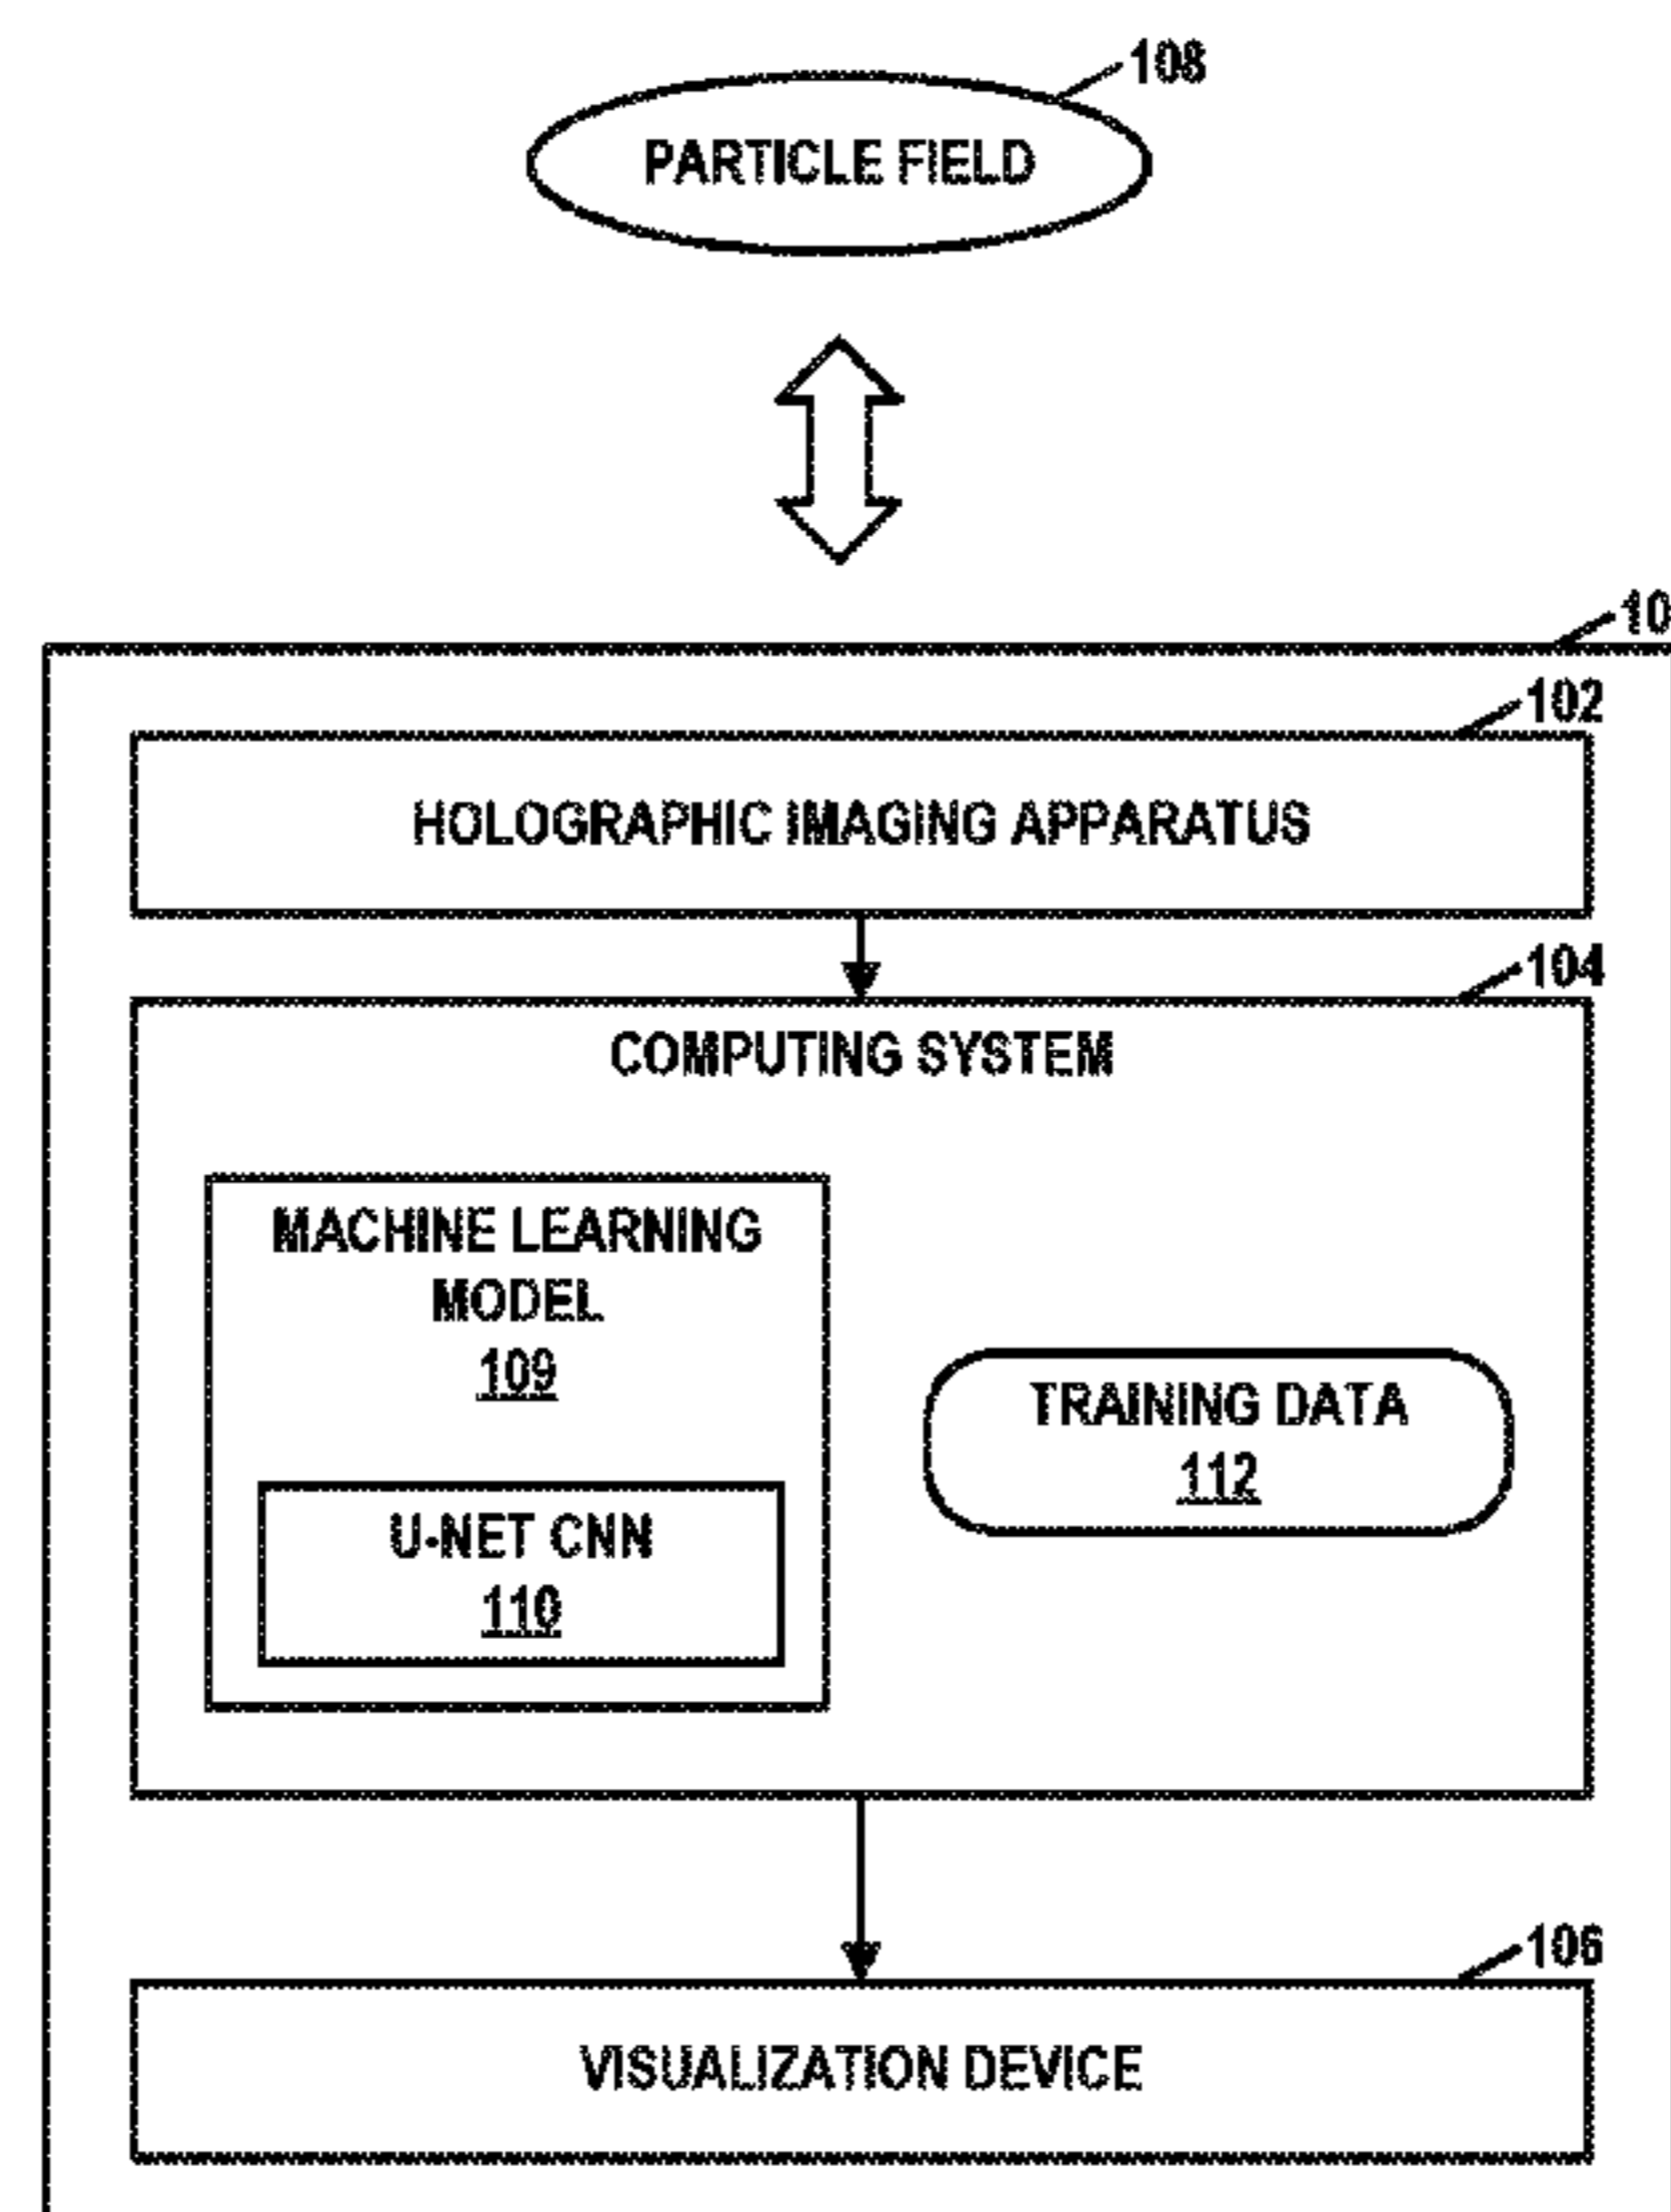 108
PARTICLE FIELD
10
102
HOLOGRAPHIC IMAGING APPARATUS
104
COMPUTING SYSTEM
MACHINE LEARNING
MODEL
109
TRAINING DATA
112
U-NET CNN
110
106
VISUALIZATION DEVICE